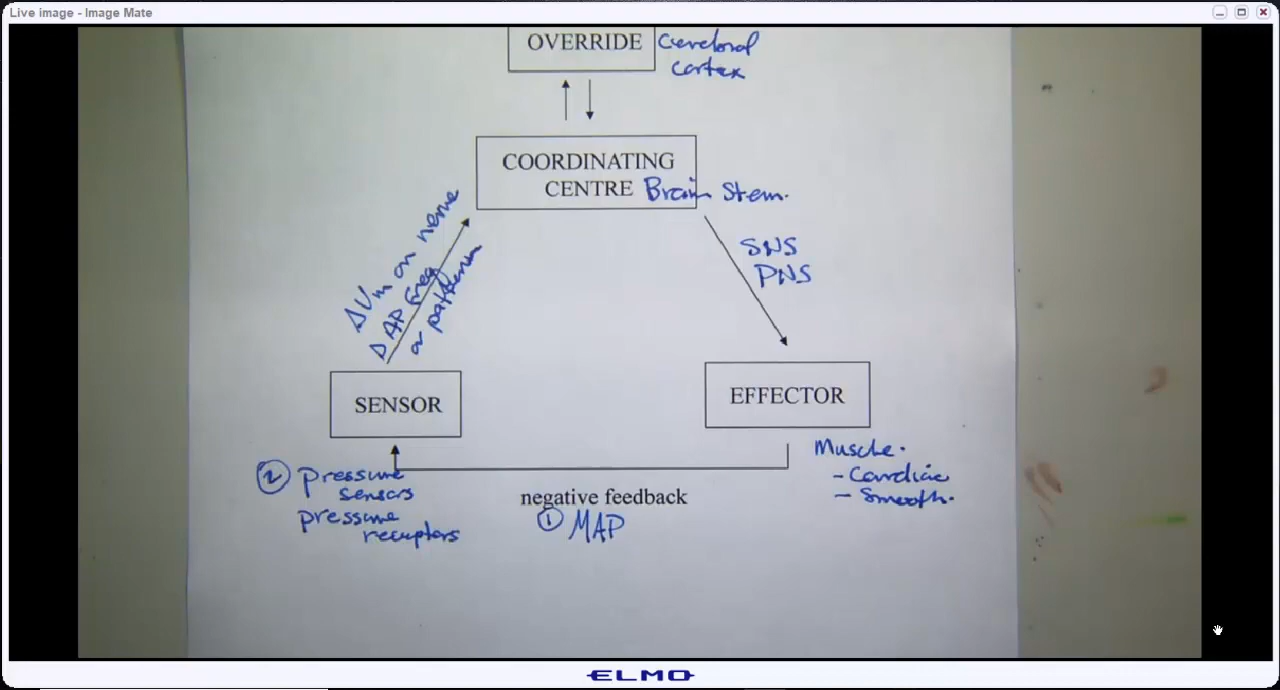 Live image - Image Mate
OVERRIDE
Cerebral
cortex
COORDINATING
CENTRE
Brain Stem.
ΔVm on nerve
Δ AP freq
or pattern
SNS
PNS
SENSOR
EFFECTOR
② pressure
sensors
pressure
receptors
negative feedback
① MAP
Muscle.
- Cardiac
- Smooth.
ELMO